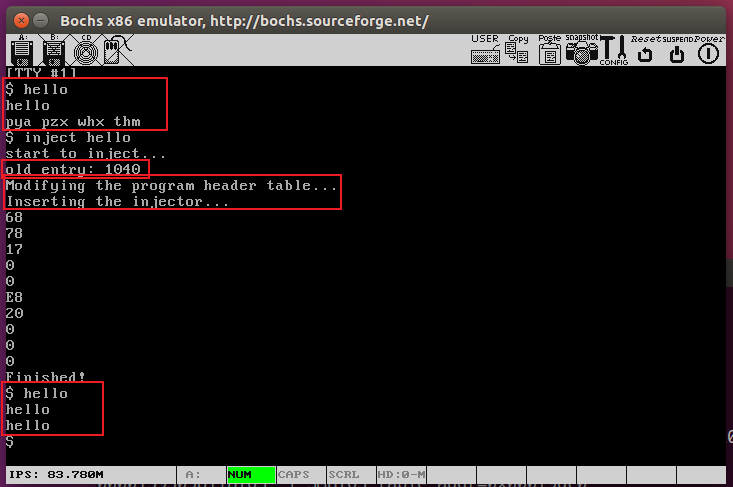 Bochs x86 emulator, http://bochs.sourceforge.net/
A: B: CD USER Copy Paste snapshot CONFIG Reset SUSPEND Power
[TTY #1]
$ hello
hello
pya pzx whx thm
$ inject hello
start to inject...
old entry: 1040
Modifying the program header table...
Inserting the injector...
68
78
17
0
0
E8
20
0
0
0
Finished!
$ hello
hello
hello
$
IPS: 83.780M A: NUM CAPS SCRL HD:0-M